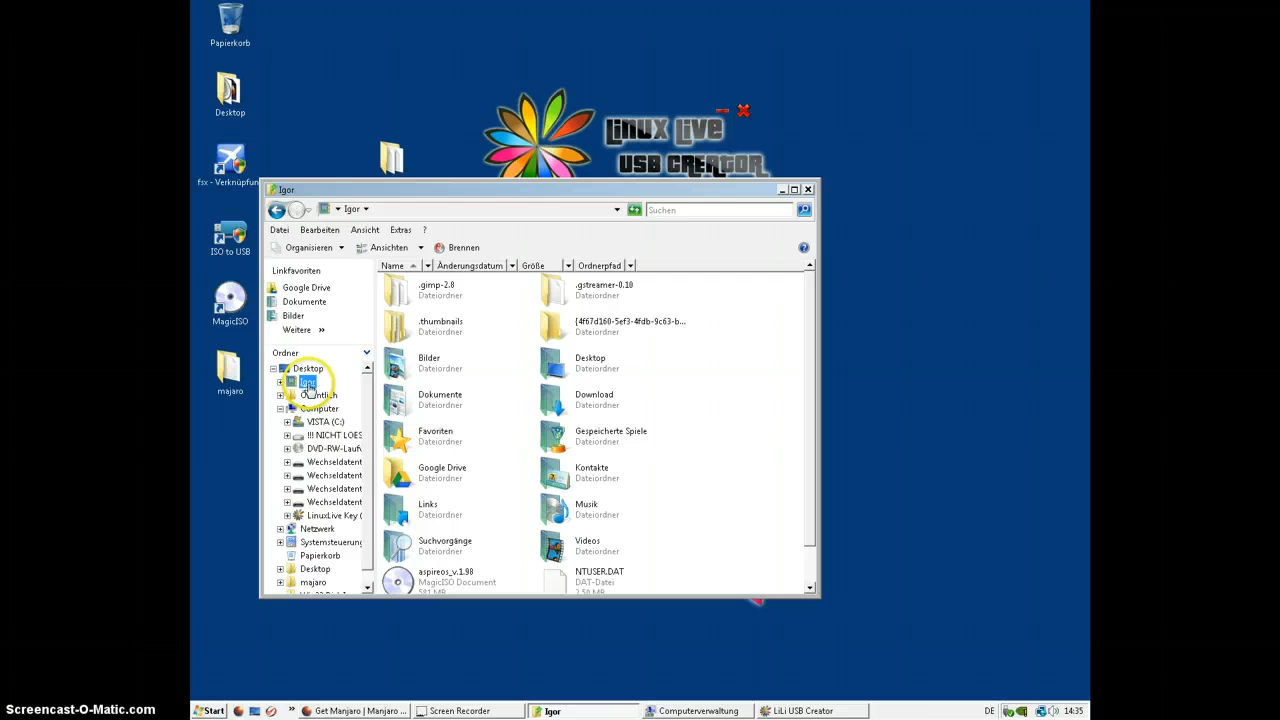 Papierkorb
Desktop
fsx - Verknüpfun
ISO to USB
MagicISO
majaro
Linux Live
USB Creator
Igor
Igor
Suchen
Datei Bearbeiten Ansicht Extras ?
Organisieren Ansichten Brennen
Linkfavoriten
Google Drive
Dokumente
Bilder
Weitere »
Ordner
Desktop
Igor
Öffentlich
Computer
VISTA (C:)
!!! NICHT LOES
DVD-RW-Laufw
Wechseldatent
Wechseldatent
Wechseldatent
Wechseldatent
LinuxLive Key (
Netzwerk
Systemsteuerung
Papierkorb
Desktop
majaro
Name Änderungsdatum Größe Ordnerpfad
.gimp-2.8
Dateiordner
.gstreamer-0.10
Dateiordner
.thumbnails
Dateiordner
{4f67d160-5ef3-4fdb-9c63-b...
Dateiordner
Bilder
Dateiordner
Desktop
Dateiordner
Dokumente
Dateiordner
Download
Dateiordner
Favoriten
Dateiordner
Gespeicherte Spiele
Dateiordner
Google Drive
Dateiordner
Kontakte
Dateiordner
Links
Dateiordner
Musik
Dateiordner
Suchvorgänge
Dateiordner
Videos
Dateiordner
aspireos_v.1.98
MagicISO Document
581 MB
NTUSER.DAT
DAT-Datei
2,50 MB
Start » Get Manjaro | Manjaro ... Screen Recorder Igor Computerverwaltung LiLi USB Creator DE 14:35
Screencast-O-Matic.com